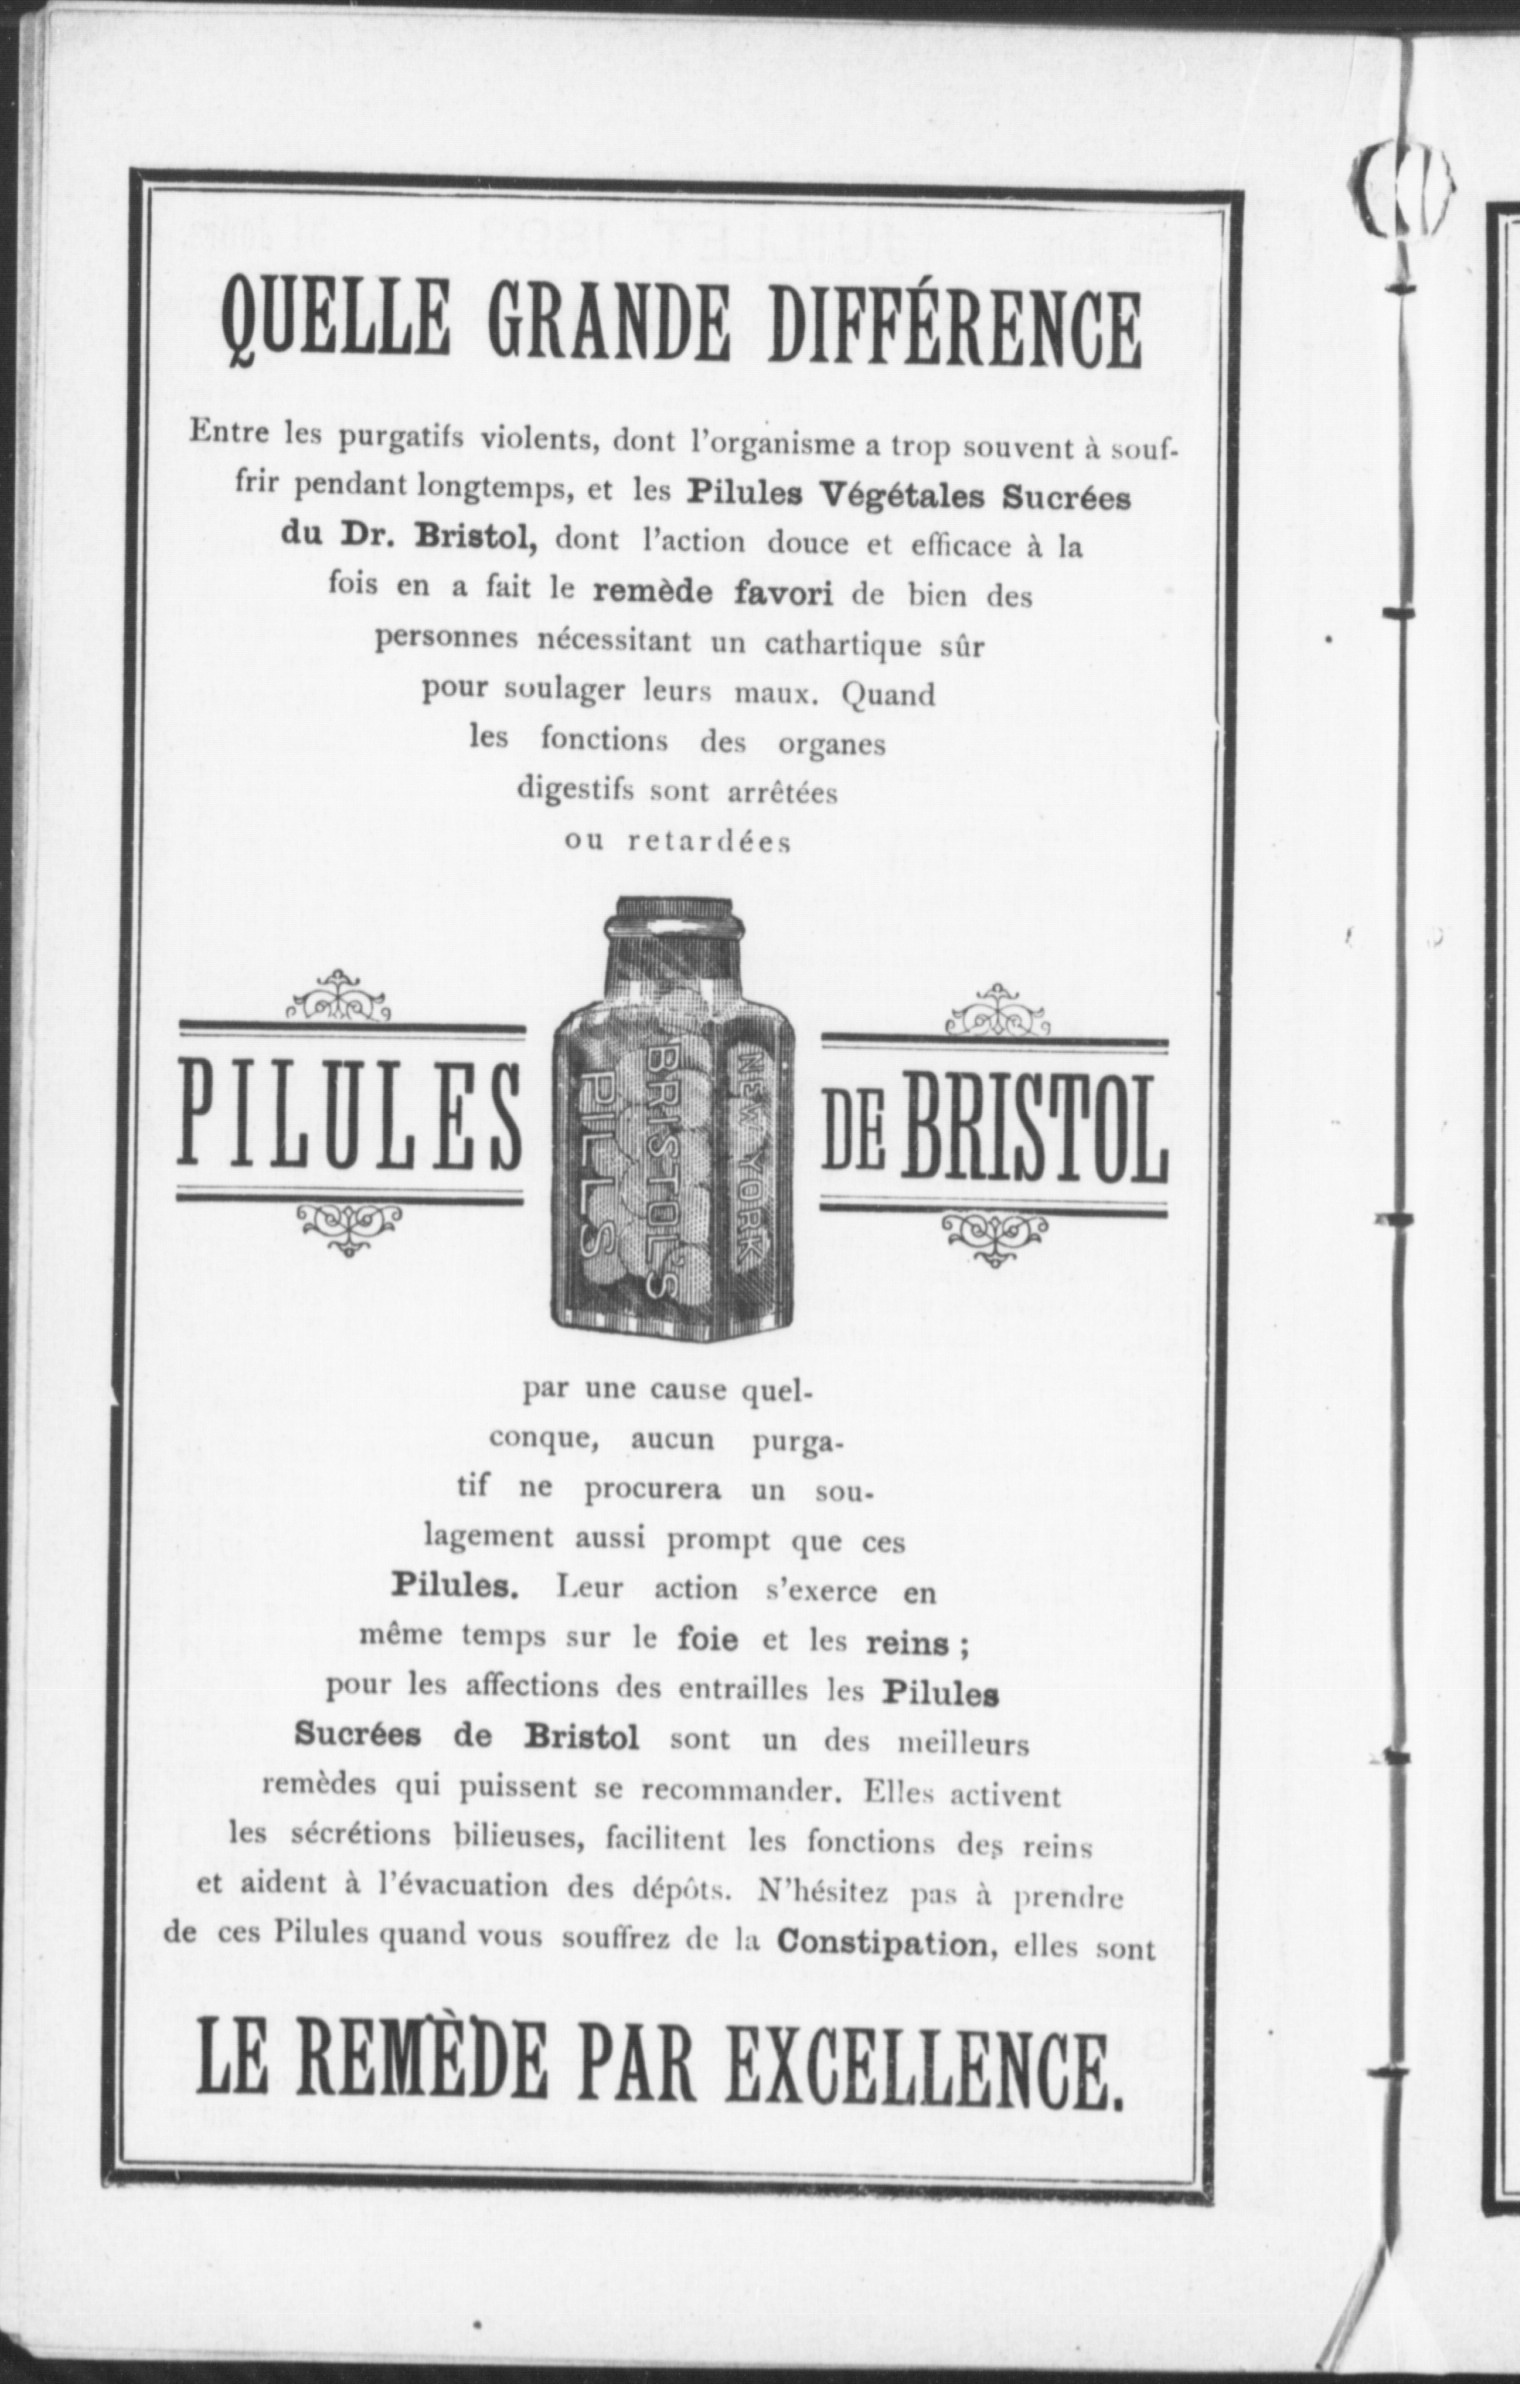 QUELLE GRANDE DIFFÉRENCE
Entre les purgatifs violents, dont l'organisme a trop souvent à souf-
frir pendant longtemps, et les Pilules Végétales Sucrées
du Dr. Bristol, dont l'action douce et efficace à la
fois en a fait le remède favori de bien des
personnes nécessitant un cathartique sûr
pour soulager leurs maux. Quand
les fonctions des organes
digestifs sont arrêtées
ou retardées
PILULES
BRISTOL'S
PILLS
NEW YORK
DE BRISTOL
par une cause quel-
conque, aucun purga-
tif ne procurera un sou-
lagement aussi prompt que ces
Pilules. Leur action s'exerce en
même temps sur le foie et les reins ;
pour les affections des entrailles les Pilules
Sucrées de Bristol sont un des meilleurs
remèdes qui puissent se recommander. Elles activent
les sécrétions bilieuses, facilitent les fonctions des reins
et aident à l'évacuation des dépôts. N'hésitez pas à prendre
de ces Pilules quand vous souffrez de la Constipation, elles sont
LE REMÈDE PAR EXCELLENCE.